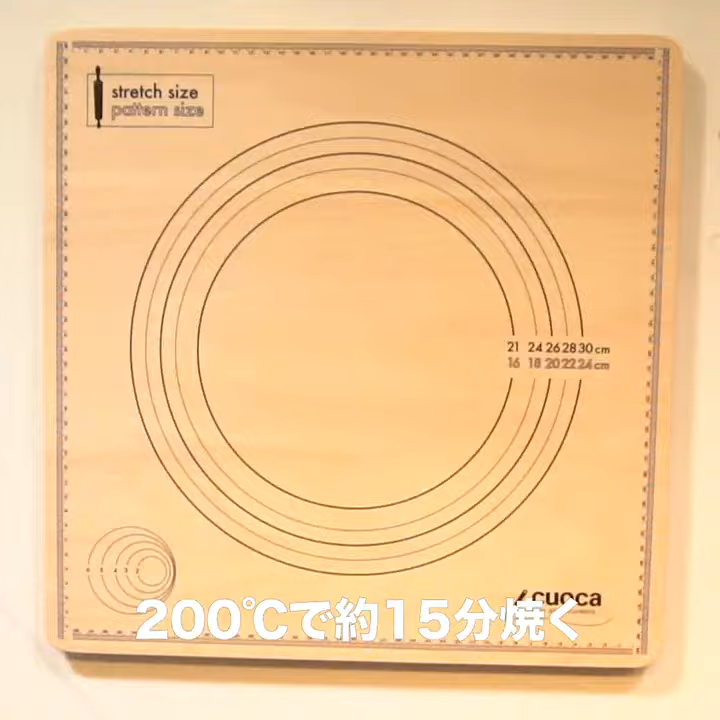 stretch size
pattern size
21 24 26 28 30 cm
16 18 20 22 24 cm
cuoca
200℃で約15分焼く